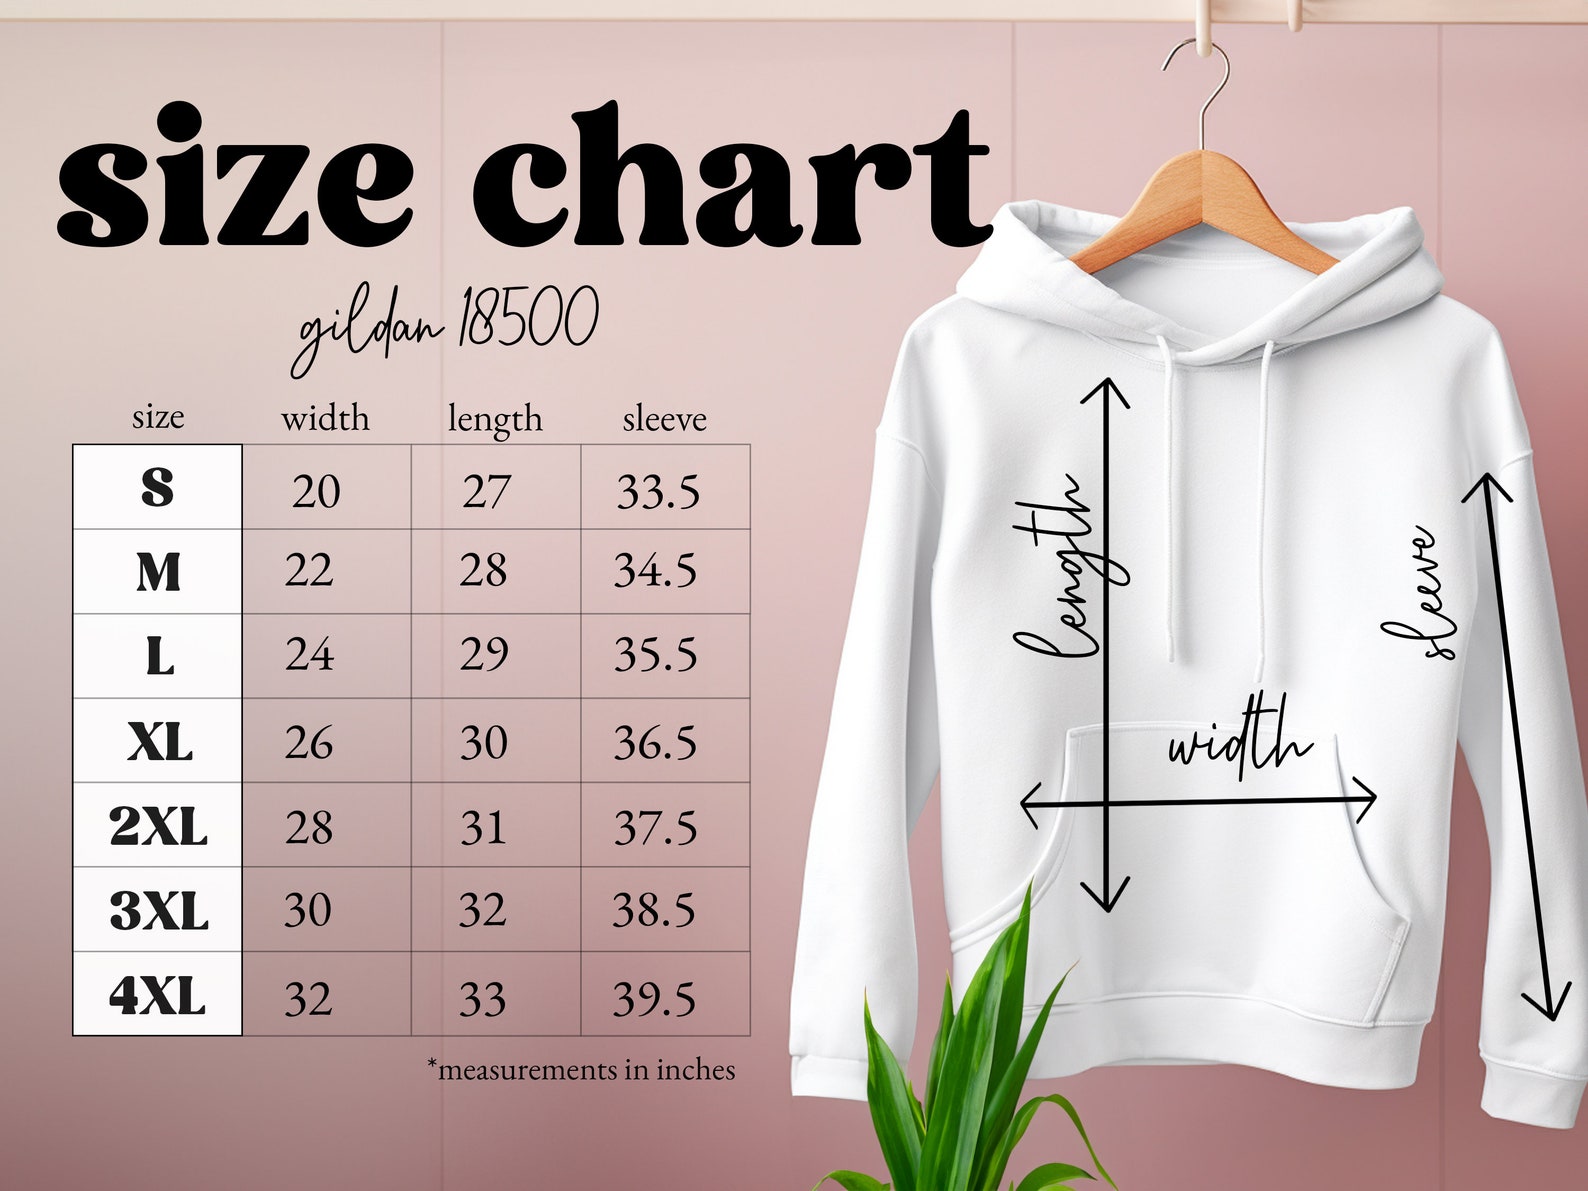 size chart
gildan 18500
size width length sleeve
S 20 27 33.5
M 22 28 34.5
L 24 29 35.5
XL 26 30 36.5
2XL 28 31 37.5
3XL 30 32 38.5
4XL 32 33 39.5
*measurements in inches
length
width
sleeve